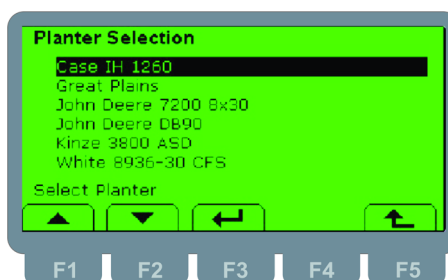 Planter Selection
Case IH 1260
Great Plains
John Deere 7200 8x30
John Deere DB90
Kinze 3800 ASD
White 8936-30 CFS
Select Planter
F1 F2 F3 F4 F5